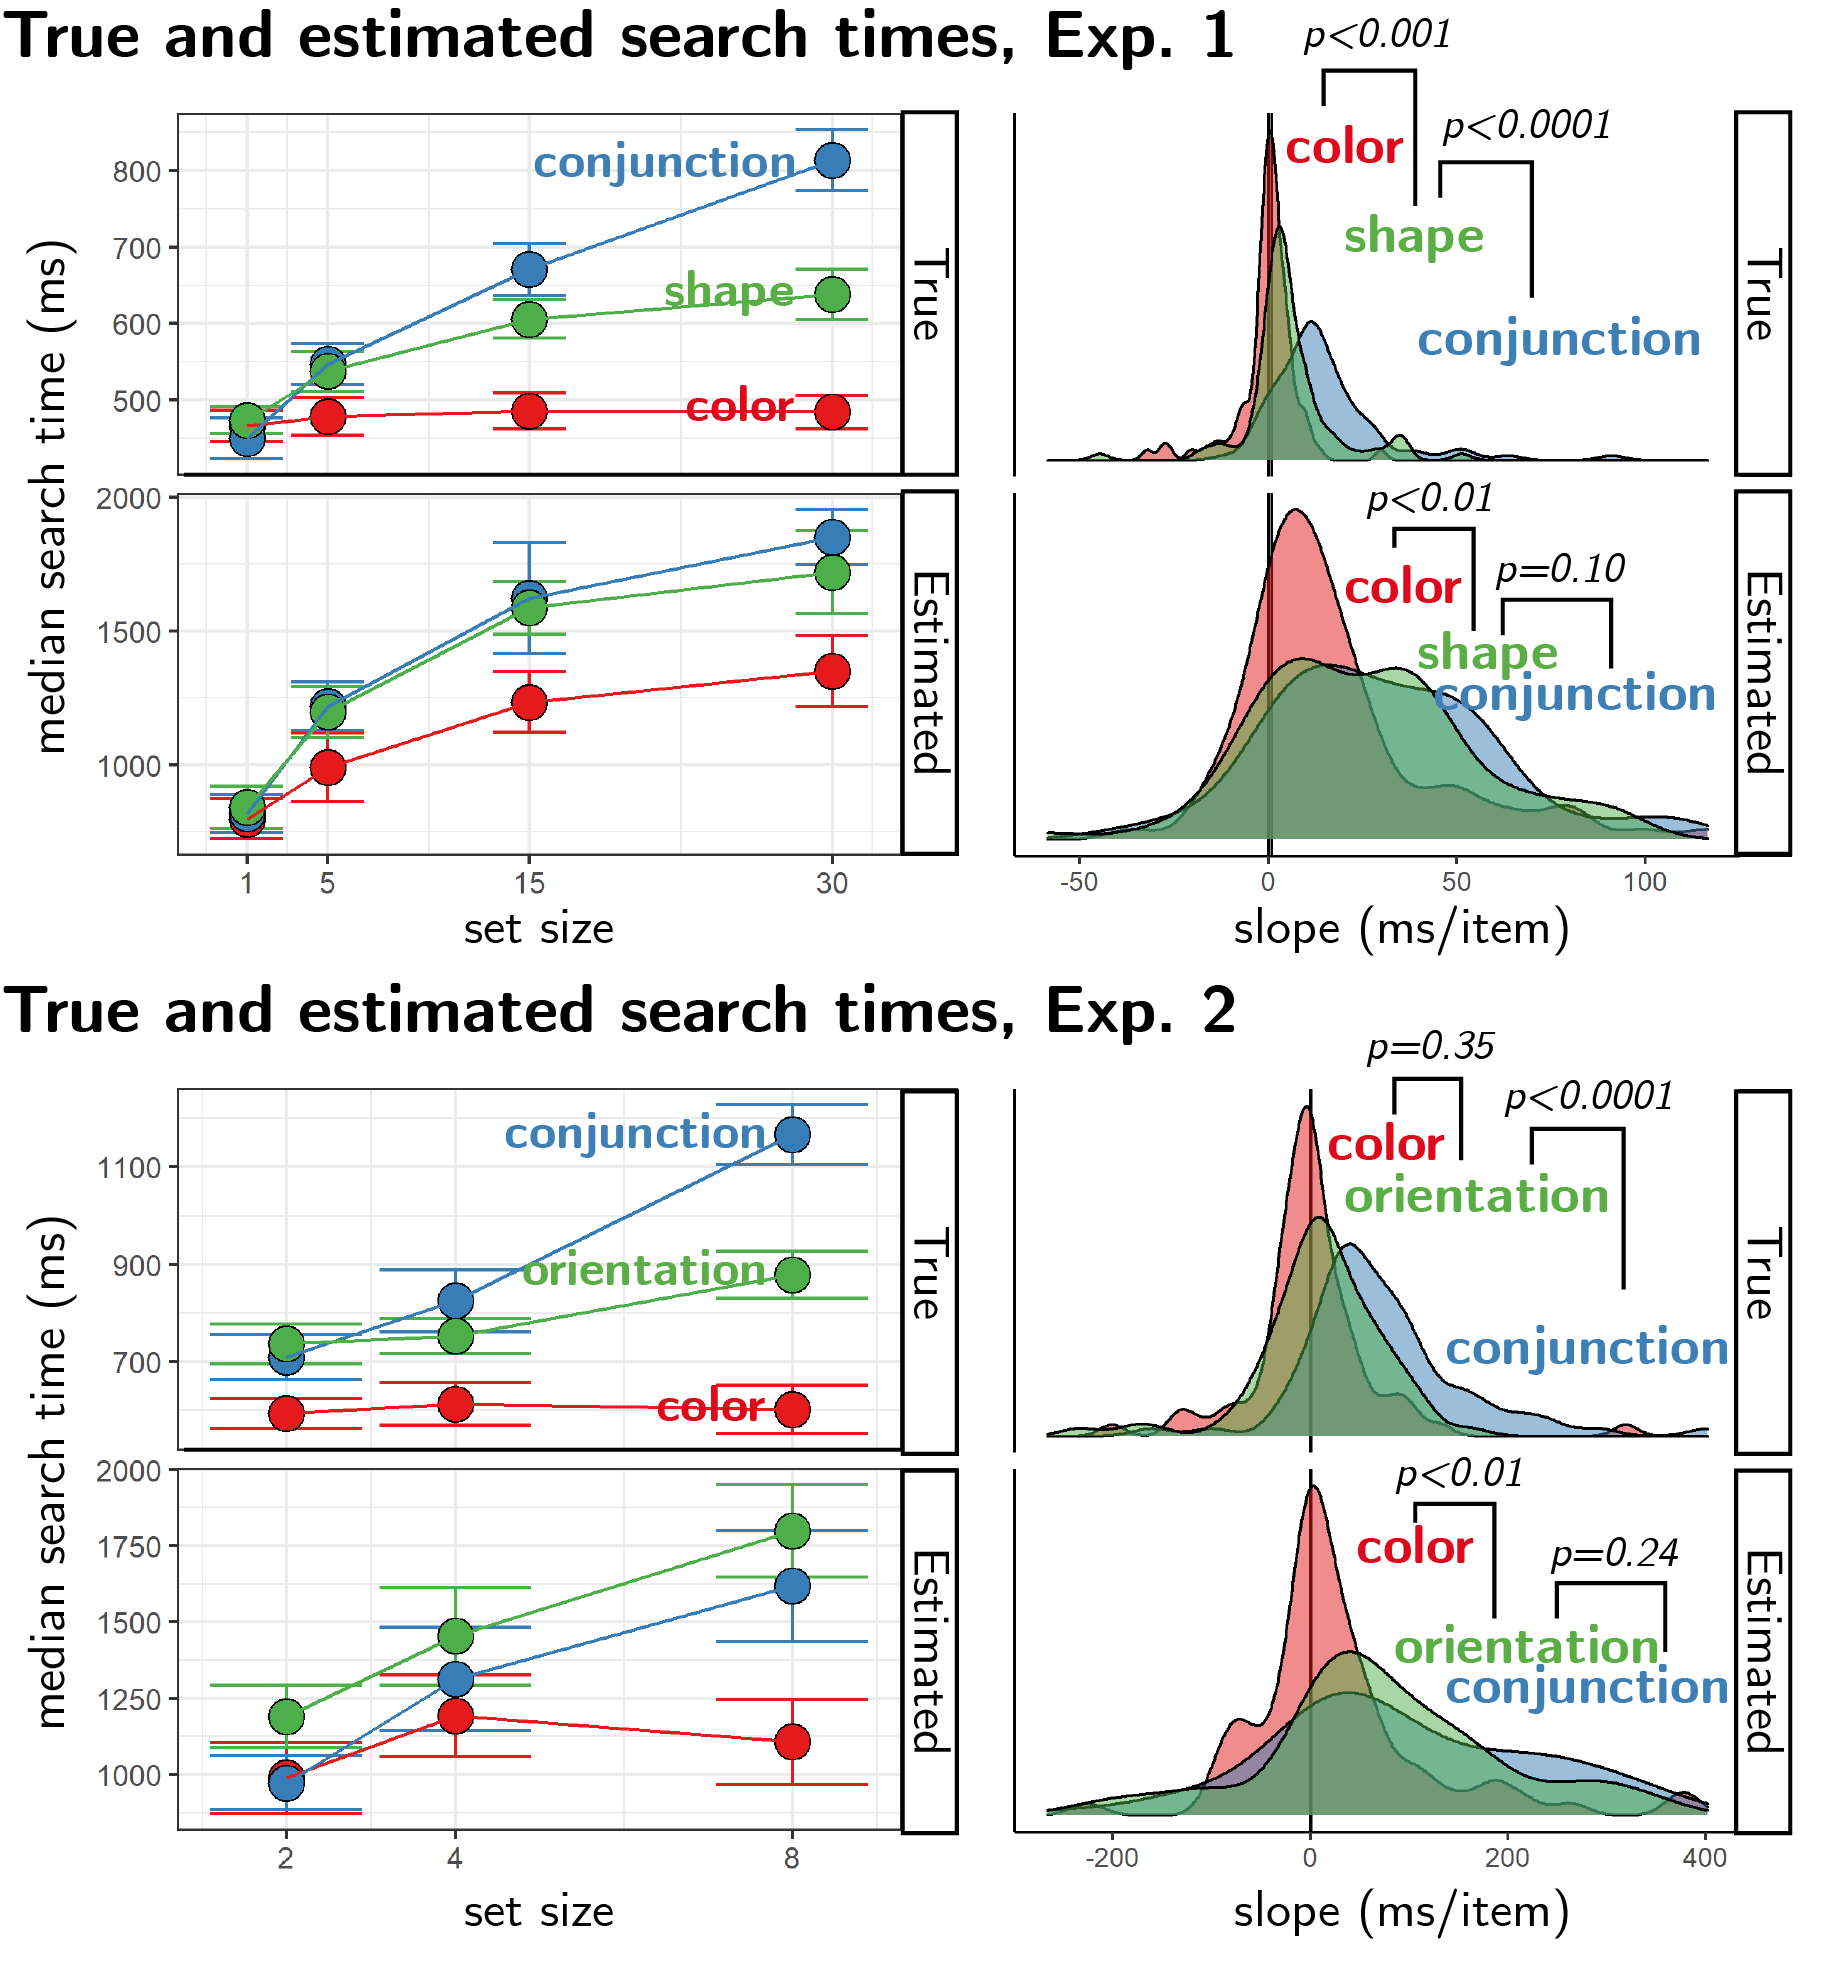 True and estimated search times, Exp. 1
median search time (ms)
800
700
600
500
conjunction
shape
color
True
2000
1500
1000
Estimated
1 5 15 30
set size
p<0.001
color
p<0.0001
shape
conjunction
True
p<0.01
color
p=0.10
shape
conjunction
Estimated
-50 0 50 100
slope (ms/item)
True and estimated search times, Exp. 2
median search time (ms)
1100
900
700
conjunction
orientation
color
True
2000
1750
1500
1250
1000
Estimated
2 4 8
set size
p=0.35
color
p<0.0001
orientation
conjunction
True
p<0.01
color
p=0.24
orientation
conjunction
Estimated
-200 0 200 400
slope (ms/item)